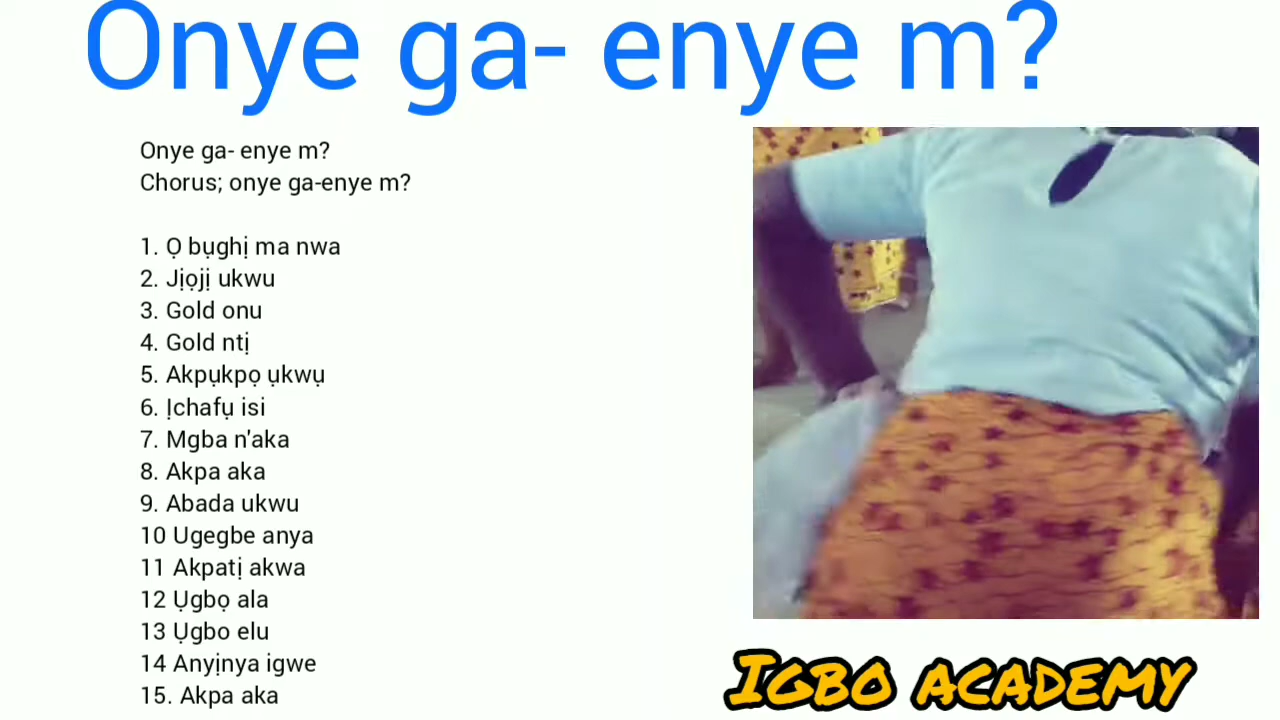 Onye ga- enye m?
Onye ga- enye m?
Chorus; onye ga-enye m?
1. Ọ bụghị ma nwa
2. Jịọjị ukwu
3. Gold onu
4. Gold ntị
5. Akpụkpọ ụkwụ
6. Ịchafụ isi
7. Mgba n'aka
8. Akpa aka
9. Abada ukwu
10 Ugegbe anya
11 Akpatị akwa
12 Ụgbọ ala
13 Ụgbo elu
14 Anyịnya igwe
15. Akpa aka
IGBO ACADEMY